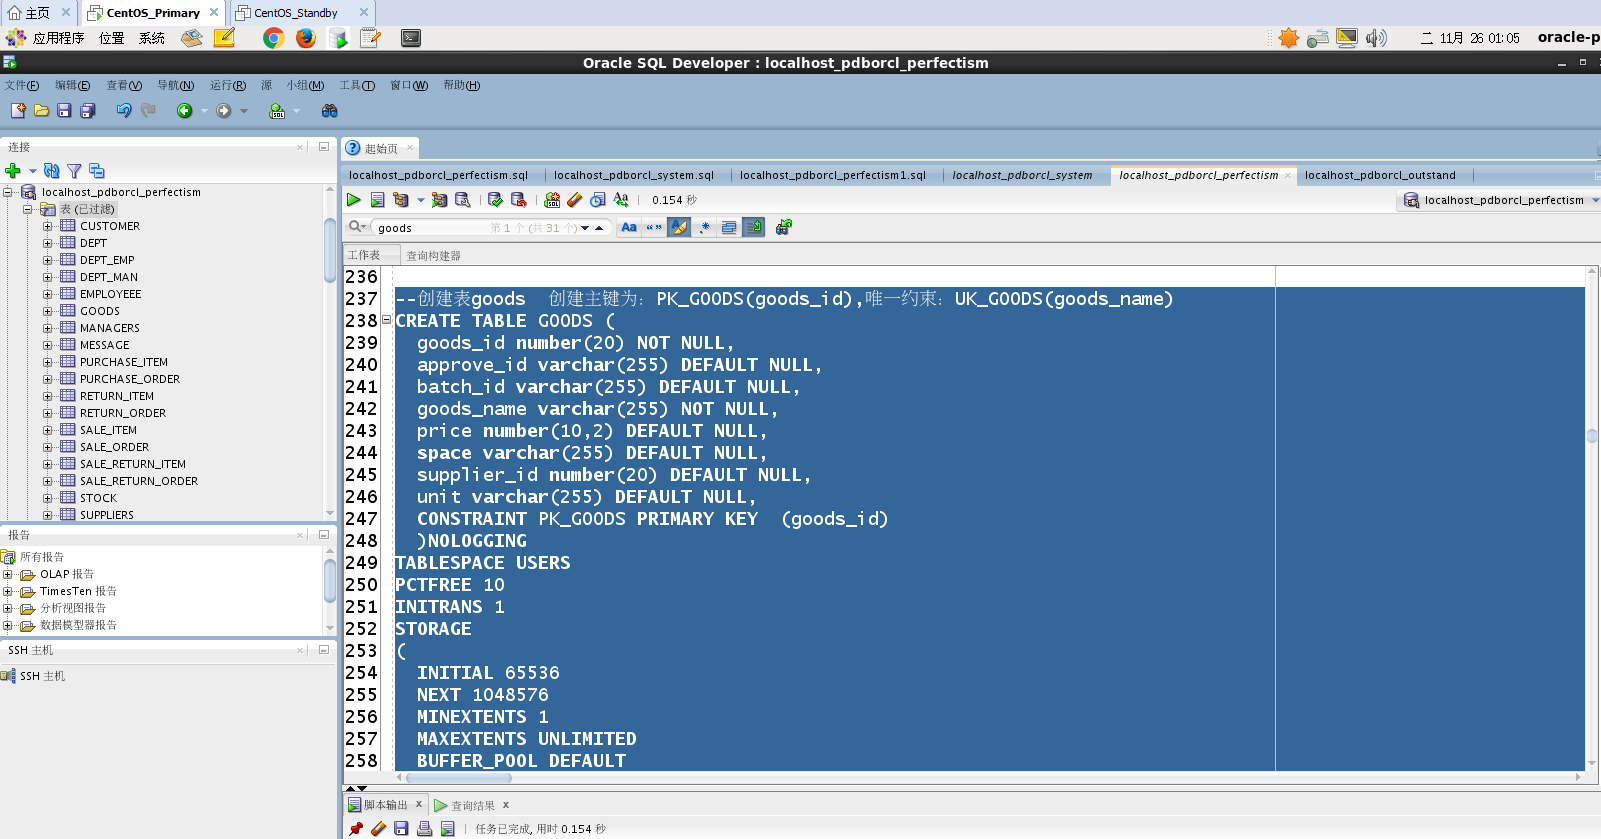 主页
CentOS_Primary
CentOS_Standby
应用程序 位置 系统
二 11月 26 01:05 oracle-p
Oracle SQL Developer : localhost_pdborcl_perfectism
文件(F) 编辑(E) 查看(V) 导航(N) 运行(R) 源 小组(M) 工具(T) 窗口(W) 帮助(H)
连接
localhost_pdborcl_perfectism
表 (已过滤)
CUSTOMER
DEPT
DEPT_EMP
DEPT_MAN
EMPLOYEEE
GOODS
MANAGERS
MESSAGE
PURCHASE_ITEM
PURCHASE_ORDER
RETURN_ITEM
RETURN_ORDER
SALE_ITEM
SALE_ORDER
SALE_RETURN_ITEM
SALE_RETURN_ORDER
STOCK
SUPPLIERS
报告
所有报告
OLAP 报告
TimesTen 报告
分析视图报告
数据模型器报告
SSH 主机
SSH 主机
起始页
localhost_pdborcl_perfectism.sql localhost_pdborcl_system.sql localhost_pdborcl_perfectism1.sql localhost_pdborcl_system localhost_pdborcl_perfectism localhost_pdborcl_outstand
0.154 秒
localhost_pdborcl_perfectism
goods 第 1 个 (共 31 个)
Aa
工作表 查询构建器
236
237 --创建表goods  创建主键为: PK_GOODS(goods_id),唯一约束: UK_GOODS(goods_name)
238 CREATE TABLE GOODS (
239 goods_id number(20) NOT NULL,
240 approve_id varchar(255) DEFAULT NULL,
241 batch_id varchar(255) DEFAULT NULL,
242 goods_name varchar(255) NOT NULL,
243 price number(10,2) DEFAULT NULL,
244 space varchar(255) DEFAULT NULL,
245 supplier_id number(20) DEFAULT NULL,
246 unit varchar(255) DEFAULT NULL,
247 CONSTRAINT PK_GOODS PRIMARY KEY  (goods_id)
248 )NOLOGGING
249 TABLESPACE USERS
250 PCTFREE 10
251 INITRANS 1
252 STORAGE
253 (
254 INITIAL 65536
255 NEXT 1048576
256 MINEXTENTS 1
257 MAXEXTENTS UNLIMITED
258 BUFFER_POOL DEFAULT
脚本输出 x 查询结果 x
任务已完成, 用时 0.154 秒